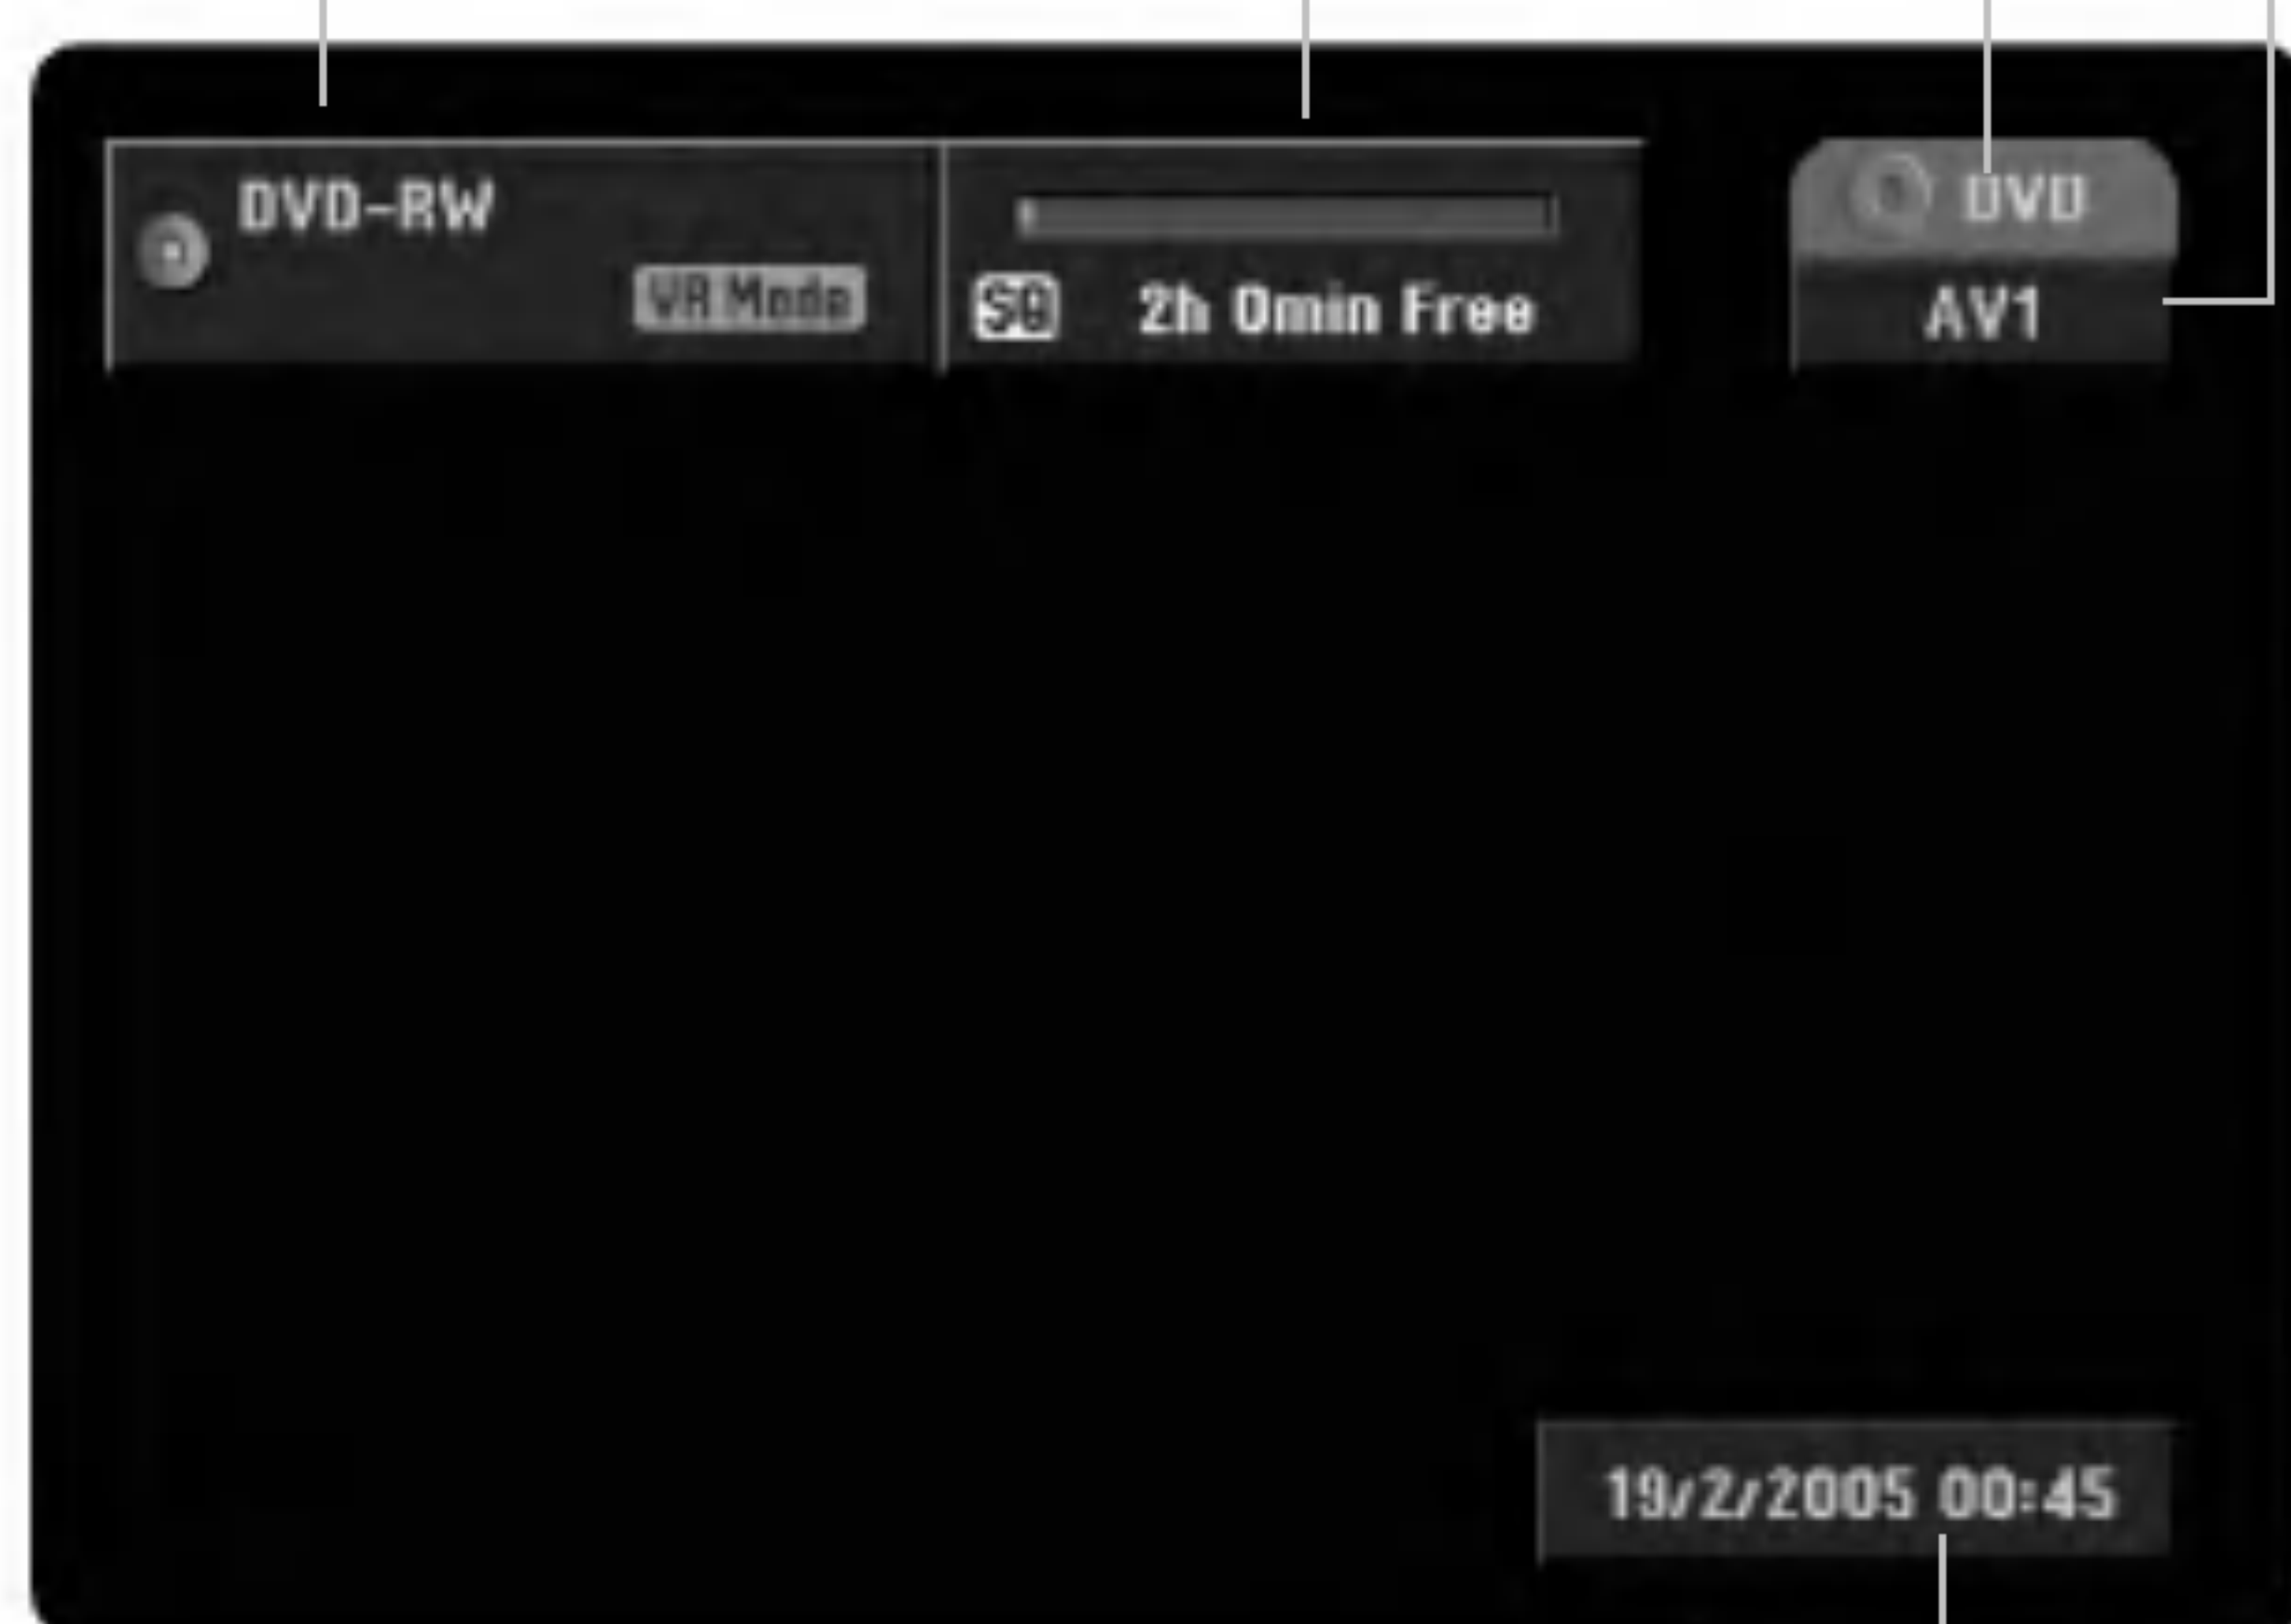 DVD-RW
VR Mode
SQ 2h 0min Free
DVD
AV1
19/2/2005 00:45